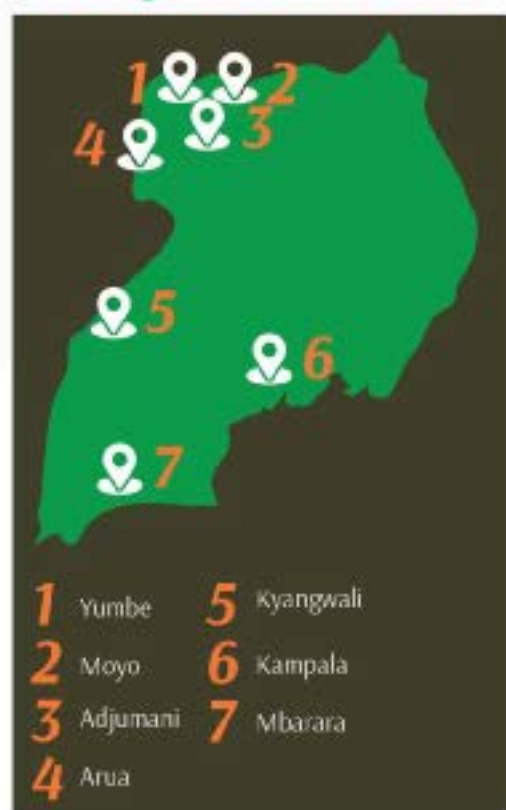 1 2
3
4
5
6
7
1 Yumbe
2 Moyo
3 Adjumani
4 Arua
5 Kyangwali
6 Kampala
7 Mbarara